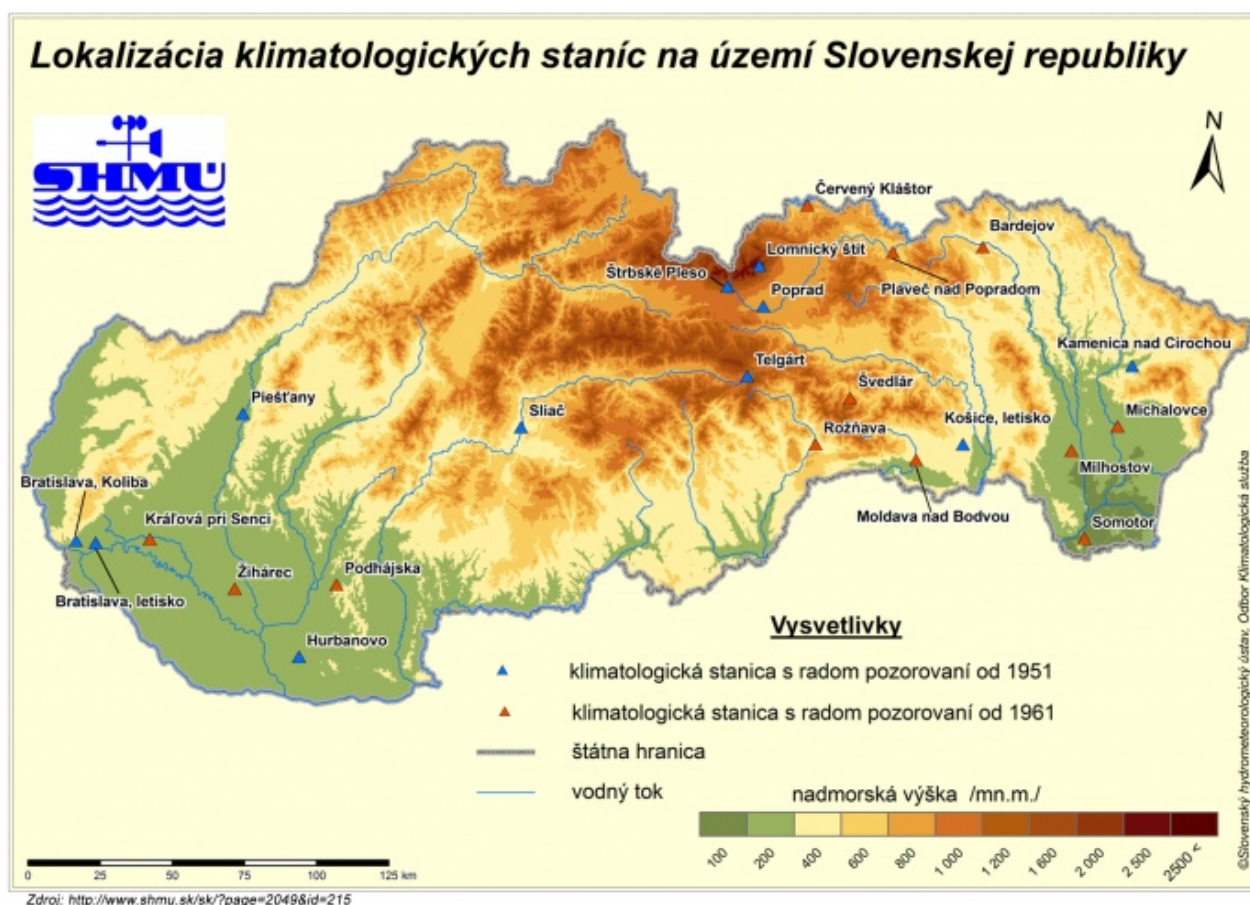 Lokalizácia klimatologických staníc na území Slovenskej republiky
SHMÚ
N
Červený Kláštor
Bardejov
Lomnický štít
Štrbské Pleso
Plaveč nad Popradom
Poprad
Kamenica nad Cirochou
Telgárt
Švedlár
Piešťany
Sliač
Michalovce
Rožňava
Košice, letisko
Milhostov
Bratislava, Koliba
Moldava nad Bodvou
Kráľová pri Senci
Somotor
Podhájska
Žihárec
Bratislava, letisko
Hurbanovo
Vysvetlivky
klimatologická stanica s radom pozorovaní od 1951
klimatologická stanica s radom pozorovaní od 1961
štátna hranica
vodný tok
nadmorská výška /mn.m./
100 200 400 600 800 1 000 1 200 1 600 2 000 2 500 2500 <
0 25 50 75 100 125 km
©Slovenský hydrometeorologický ústav, Odbor Klimatologická služba
Zdroj: http://www.shmu.sk/sk/?page=2049&id=215